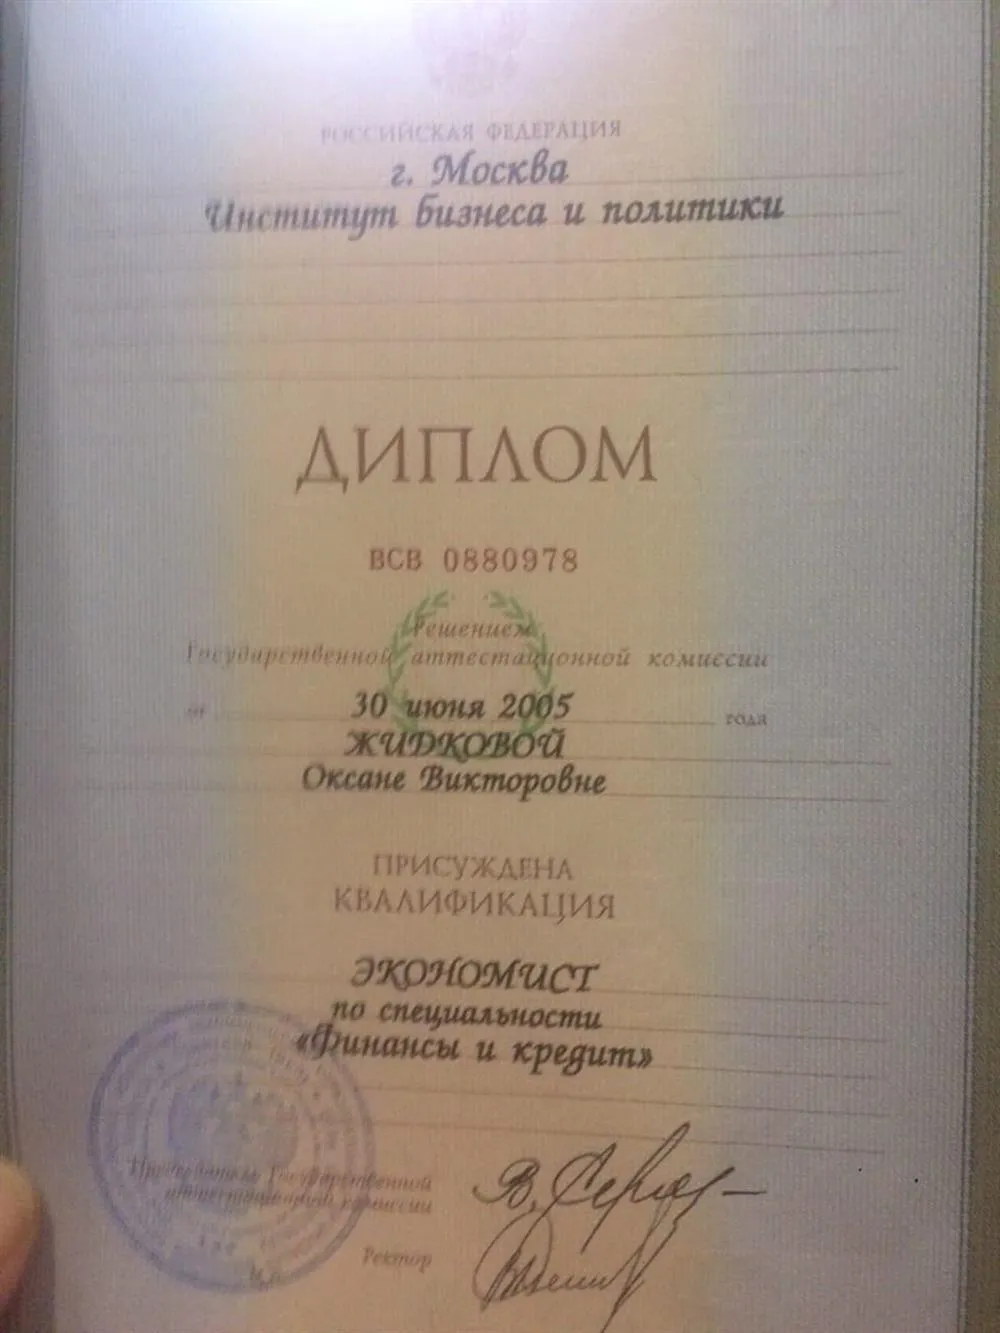 РОССИЙСКАЯ ФЕДЕРАЦИЯ
г. Москва
Институт бизнеса и политики
ДИПЛОМ
ВСВ 0880978
Решением
Государственной аттестационной комиссии
от 30 июня 2005 года
ЖИДКОВОЙ
Оксане Викторовне
ПРИСУЖДЕНА
КВАЛИФИКАЦИЯ
ЭКОНОМИСТ
по специальности
«Финансы и кредит»
Председатель Государственной
аттестационной комиссии
Ректор